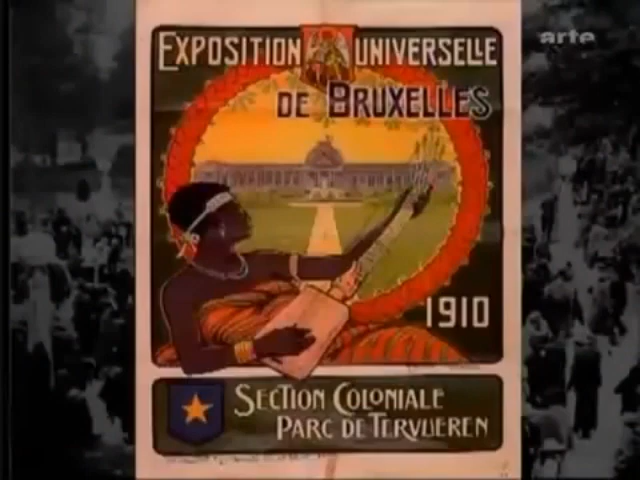 EXPOSITION UNIVERSELLE
arte
DE BRUXELLES
1910
SECTION COLONIALE
PARC DE TERVUEREN